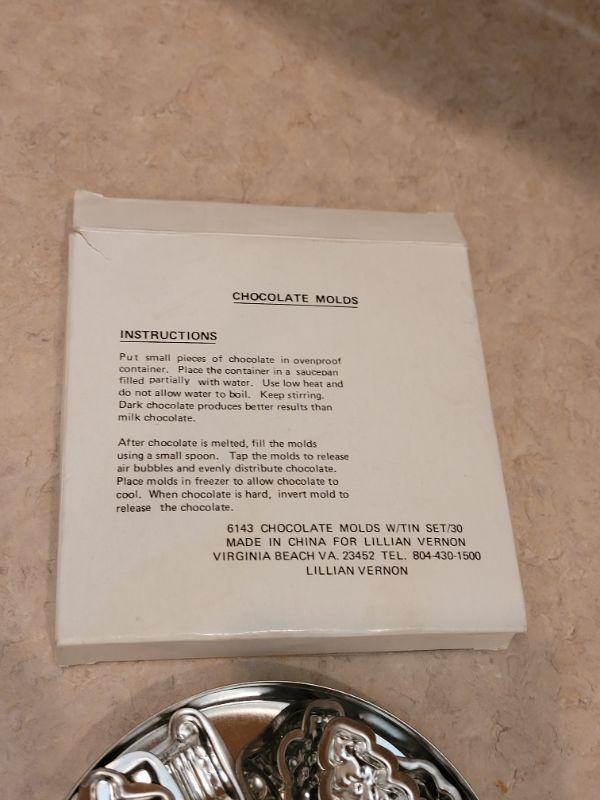 CHOCOLATE MOLDS
INSTRUCTIONS
Put small pieces of chocolate in ovenproof
container. Place the container in a saucepan
filled partially with water. Use low heat and
do not allow water to boil. Keep stirring.
Dark chocolate produces better results than
milk chocolate.
After chocolate is melted, fill the molds
using a small spoon. Tap the molds to release
air bubbles and evenly distribute chocolate.
Place molds in freezer to allow chocolate to
cool. When chocolate is hard, invert mold to
release the chocolate.
6143 CHOCOLATE MOLDS W/TIN SET/30
MADE IN CHINA FOR LILLIAN VERNON
VIRGINIA BEACH VA. 23452 TEL. 804-430-1500
LILLIAN VERNON